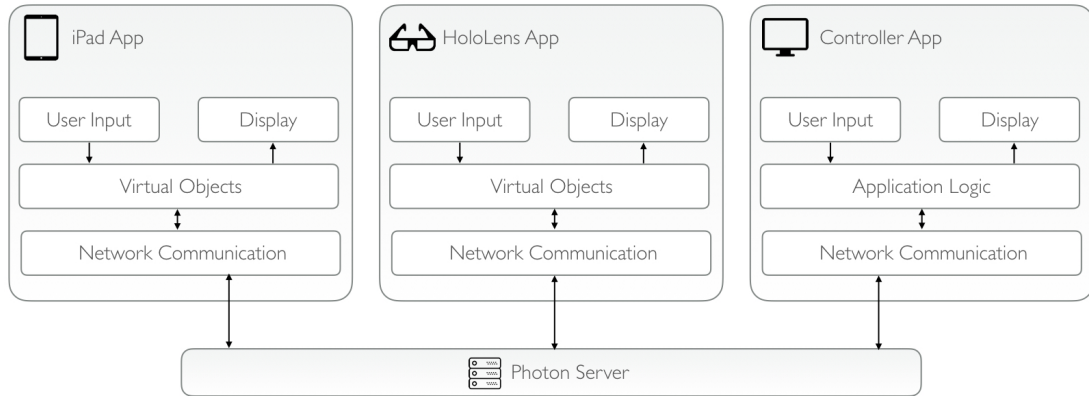 iPad App
User Input
Display
Virtual Objects
Network Communication
HoloLens App
User Input
Display
Virtual Objects
Network Communication
Controller App
User Input
Display
Application Logic
Network Communication
Photon Server